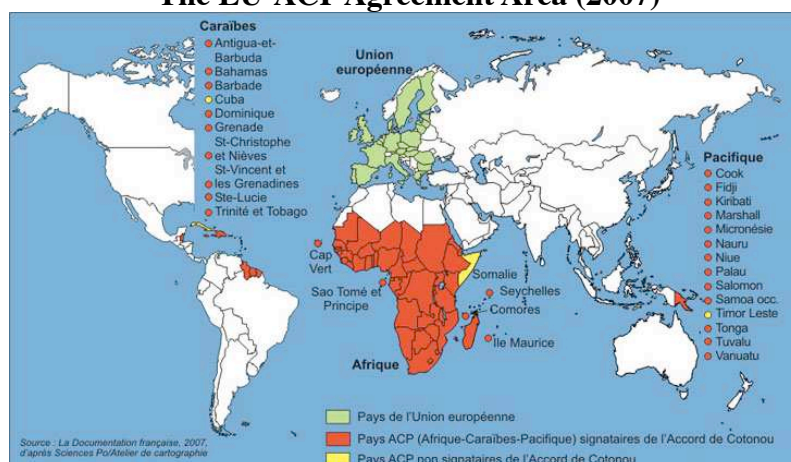 The EU-ACP Agreement Area (2007)
Caraïbes
Antigua-et-
Barbuda
Bahamas
Barbade
Cuba
Dominique
Grenade
St-Christophe
et Nièves
St-Vincent et
les Grenadines
Ste-Lucie
Trinité et Tobago
Union
européenne
Pacifique
Cook
Fidji
Kiribati
Marshall
Micronésie
Nauru
Niue
Palau
Salomon
Samoa occ.
Timor Leste
Tonga
Tuvalu
Vanuatu
Cap
Vert
Sao Tomé et
Principe
Somalie
Seychelles
Comores
Ile Maurice
Afrique
Pays de l'Union européenne
Pays ACP (Afrique-Caraïbes-Pacifique) signataires de l'Accord de Cotonou
Pays ACP non signataires de l'Accord de Cotonou
Source : La Documentation française, 2007,
d'après Sciences Po/Atelier de cartographie